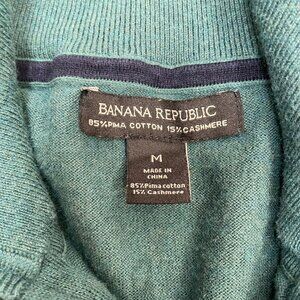 BANANA REPUBLIC
85% PIMA COTTON 15% CASHMERE
M
MADE IN
CHINA
85%Pima cotton
15% Cashmere